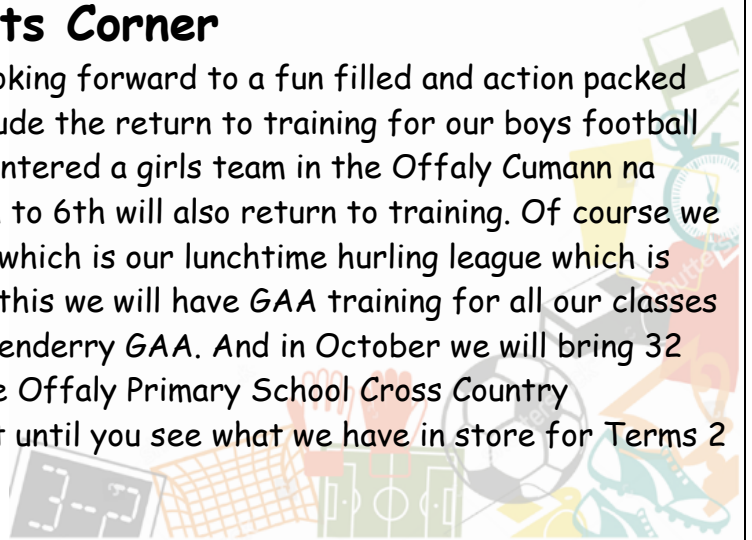 ts Corner
oking forward to a fun filled and action packed
ude the return to training for our boys football
ntered a girls team in the Offaly Cumann na
to 6th will also return to training. Of course we
which is our lunchtime hurling league which is
this we will have GAA training for all our classes
enderry GAA. And in October we will bring 32
e Offaly Primary School Cross Country
t until you see what we have in store for Terms 2
3-2